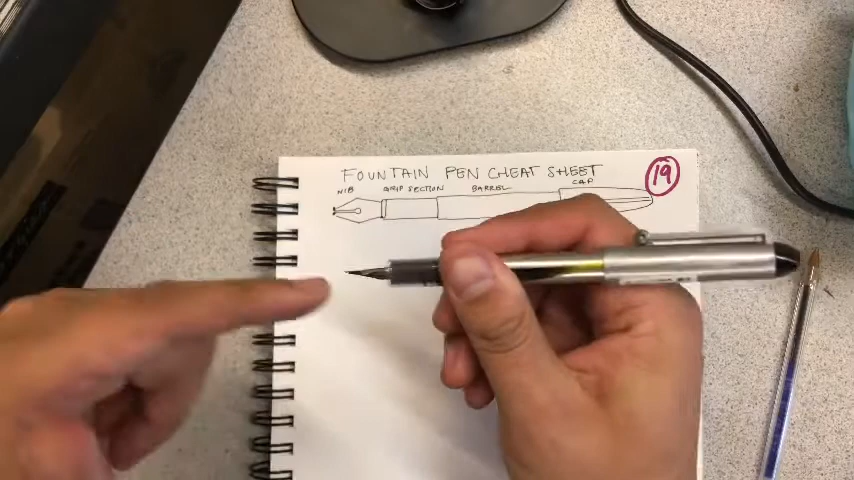 FOUNTAIN PEN CHEAT SHEET
19
NIB GRIP SECTION BARREL CAP